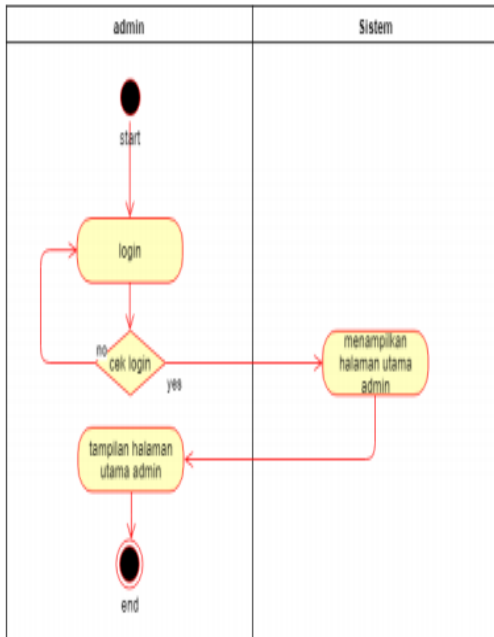 admin
Sistem
start
login
no
cek login
yes
menampilkan
halaman utama
admin
tampilan halaman
utama admin
end